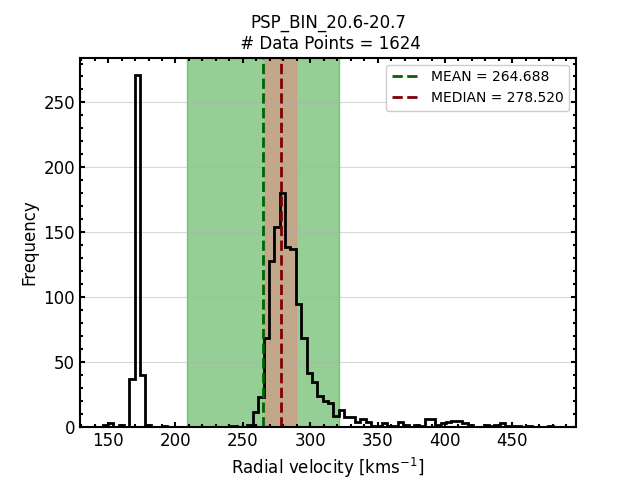 PSP_BIN_20.6-20.7
# Data Points = 1624
MEAN = 264.688
MEDIAN = 278.520
Frequency
250
200
150
100
50
0
150 200 250 300 350 400 450
Radial velocity [kms⁻¹]